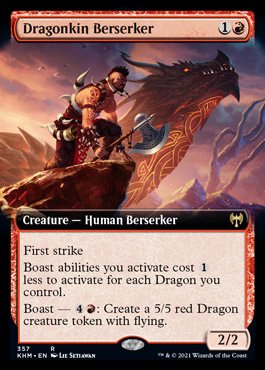 Dragonkin Berserker 1
Creature — Human Berserker
First strike
Boast abilities you activate cost 1
less to activate for each Dragon you
control.
Boast — 4 : Create a 5/5 red Dragon
creature token with flying.
2/2
357 R
KHM • EN Lie Setiawan
™ & © 2021 Wizards of the Coast